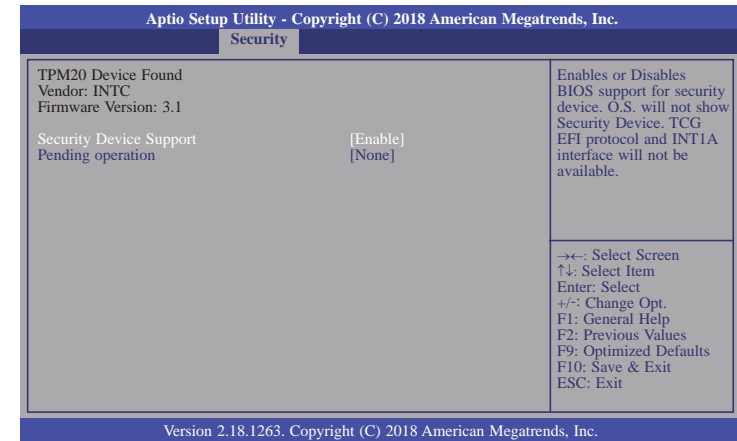 Aptio Setup Utility - Copyright (C) 2018 American Megatrends, Inc.
Security
TPM20 Device Found
Vendor: INTC
Firmware Version: 3.1
Security Device Support [Enable]
Pending operation [None]
Enables or Disables
BIOS support for security
device. O.S. will not show
Security Device. TCG
EFI protocol and INT1A
interface will not be
available.
→←: Select Screen
↑↓: Select Item
Enter: Select
+/-: Change Opt.
F1: General Help
F2: Previous Values
F9: Optimized Defaults
F10: Save & Exit
ESC: Exit
Version 2.18.1263. Copyright (C) 2018 American Megatrends, Inc.